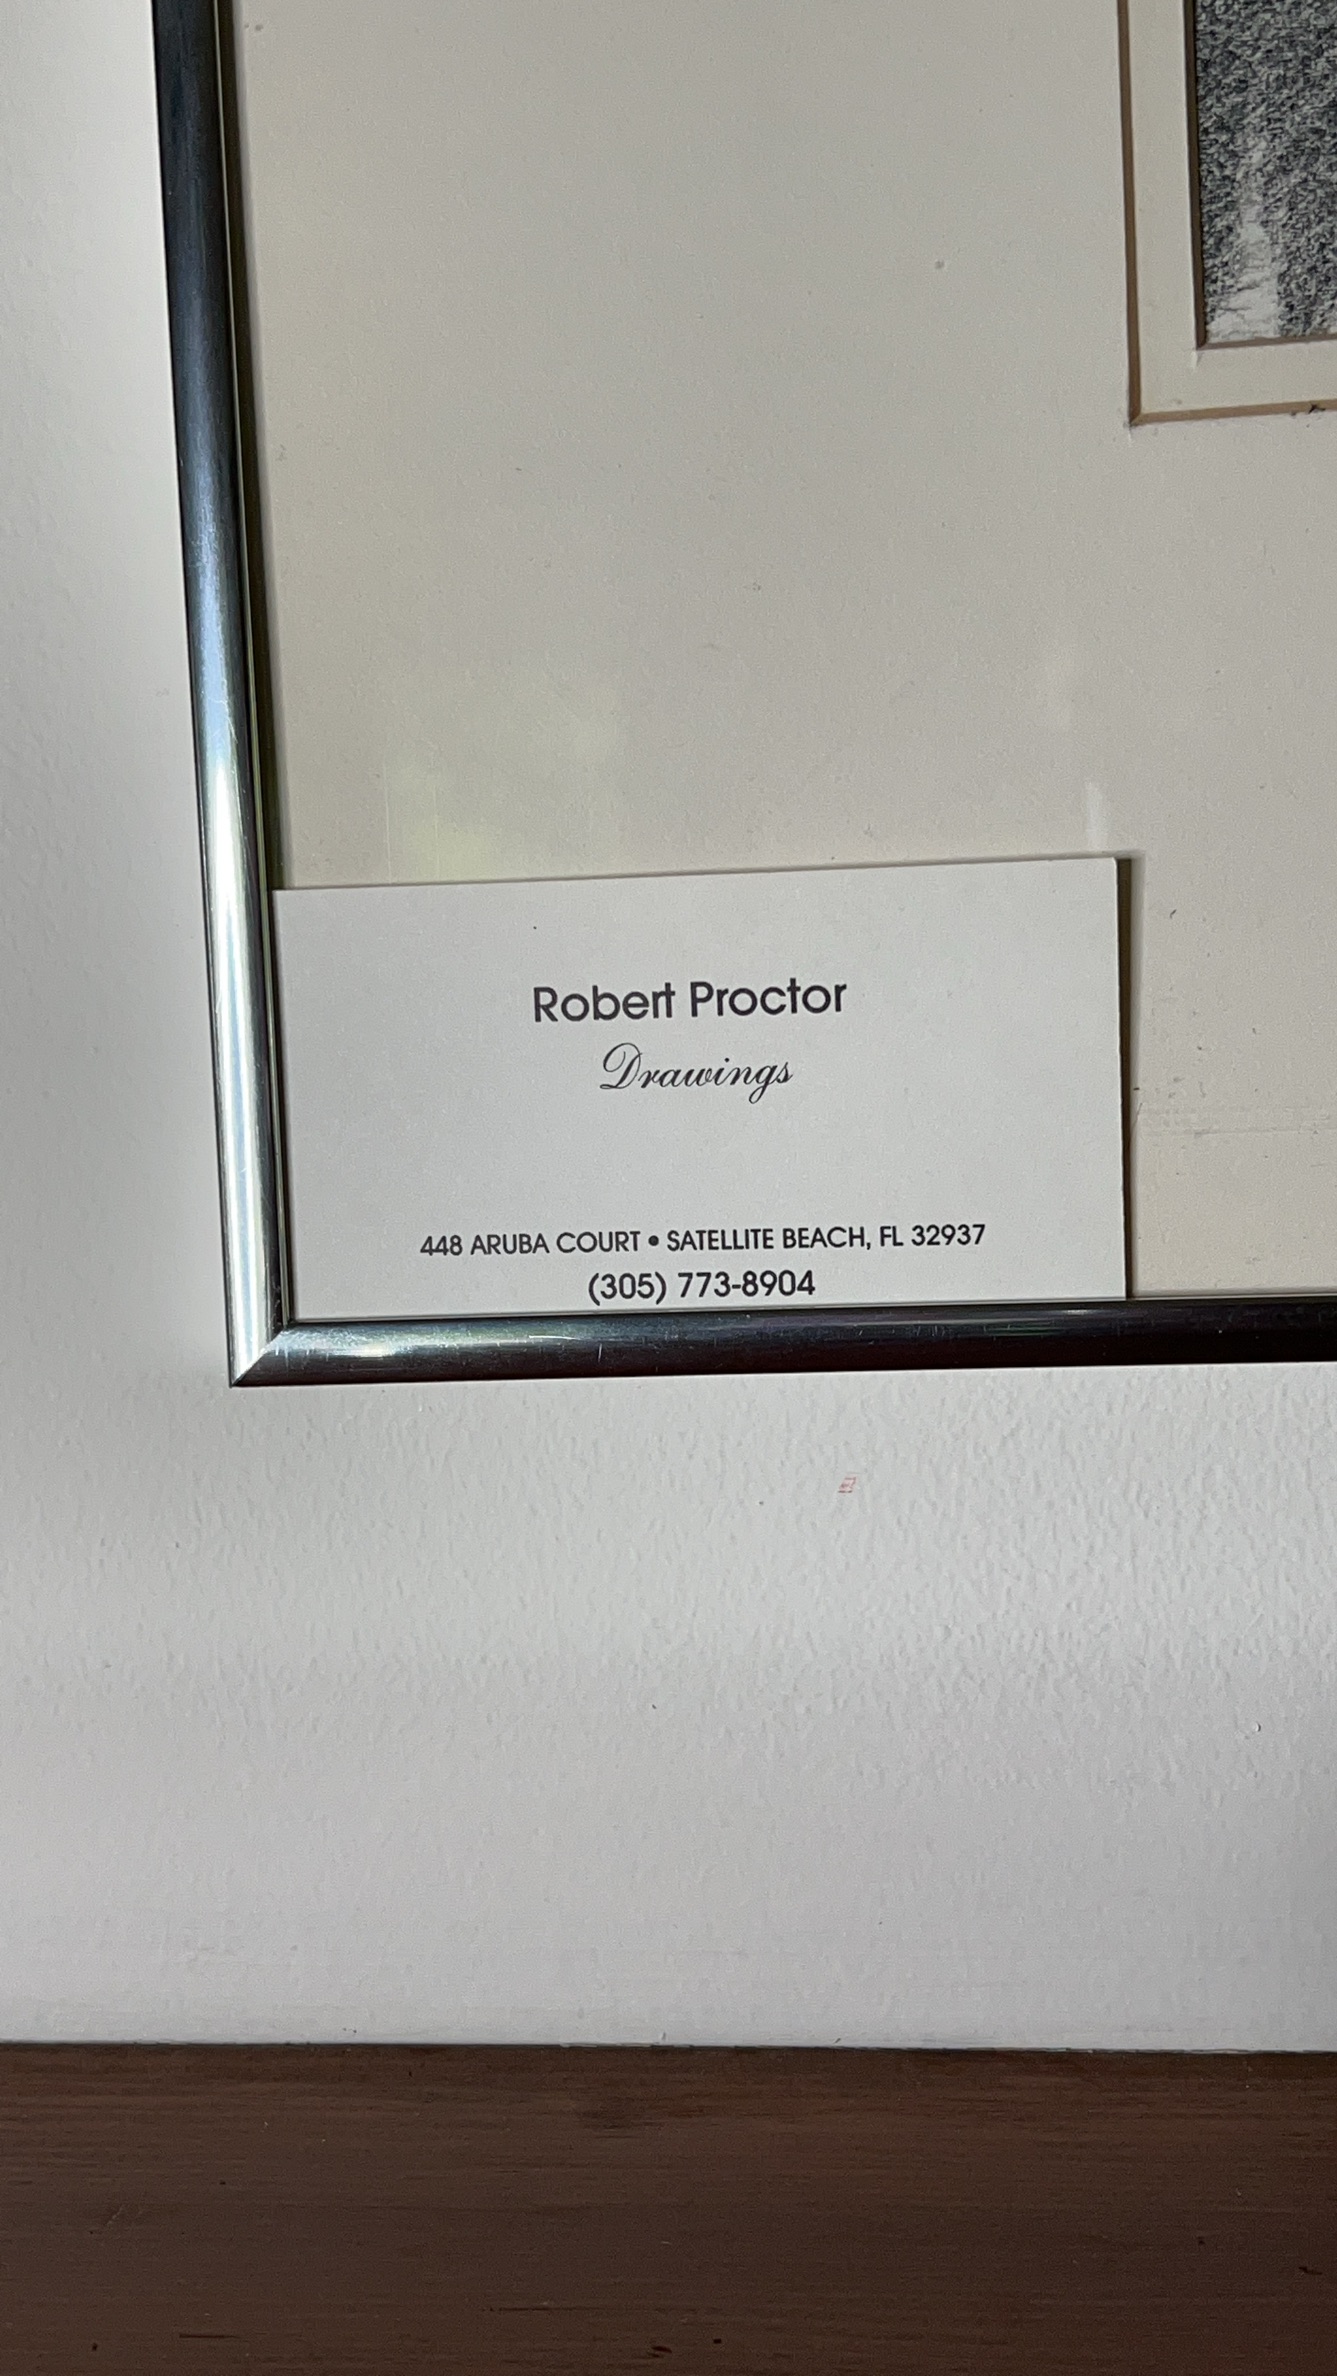 Robert Proctor
Drawings
448 ARUBA COURT • SATELLITE BEACH, FL 32937
(305) 773-8904